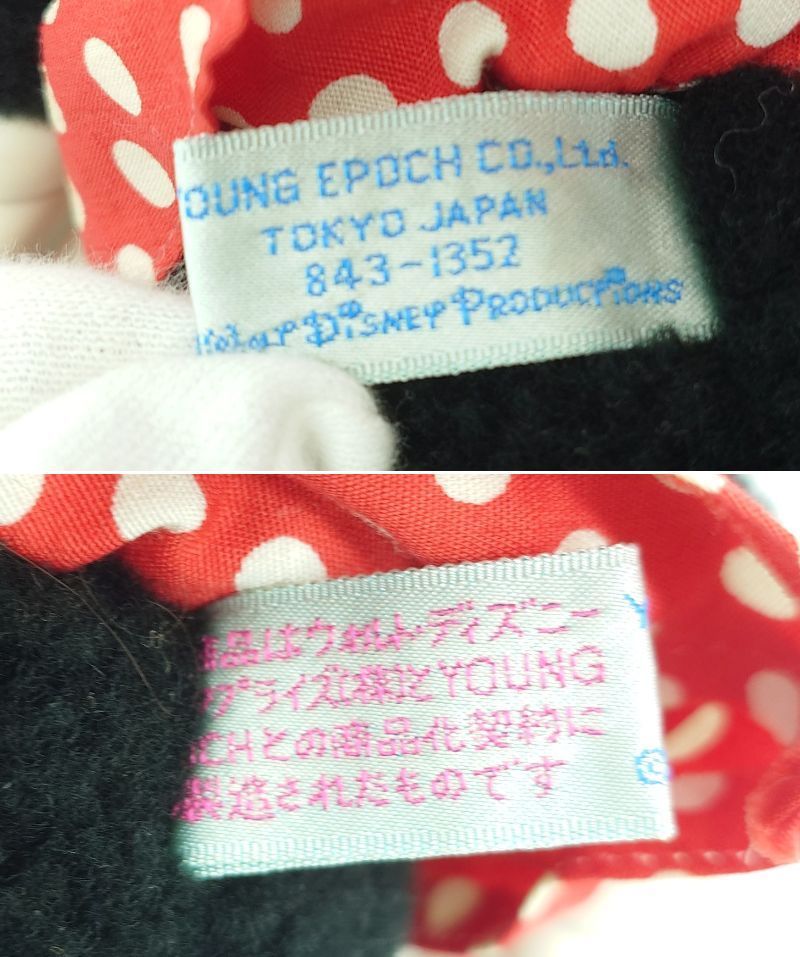 YOUNG EPOCH CO.,Ltd.
TOKYO JAPAN
843-1352
Walt Disney Productions
商品はウォルト・ディズニー
プライズ(株)とYOUNG
CHとの商品化契約に
製造されたものです